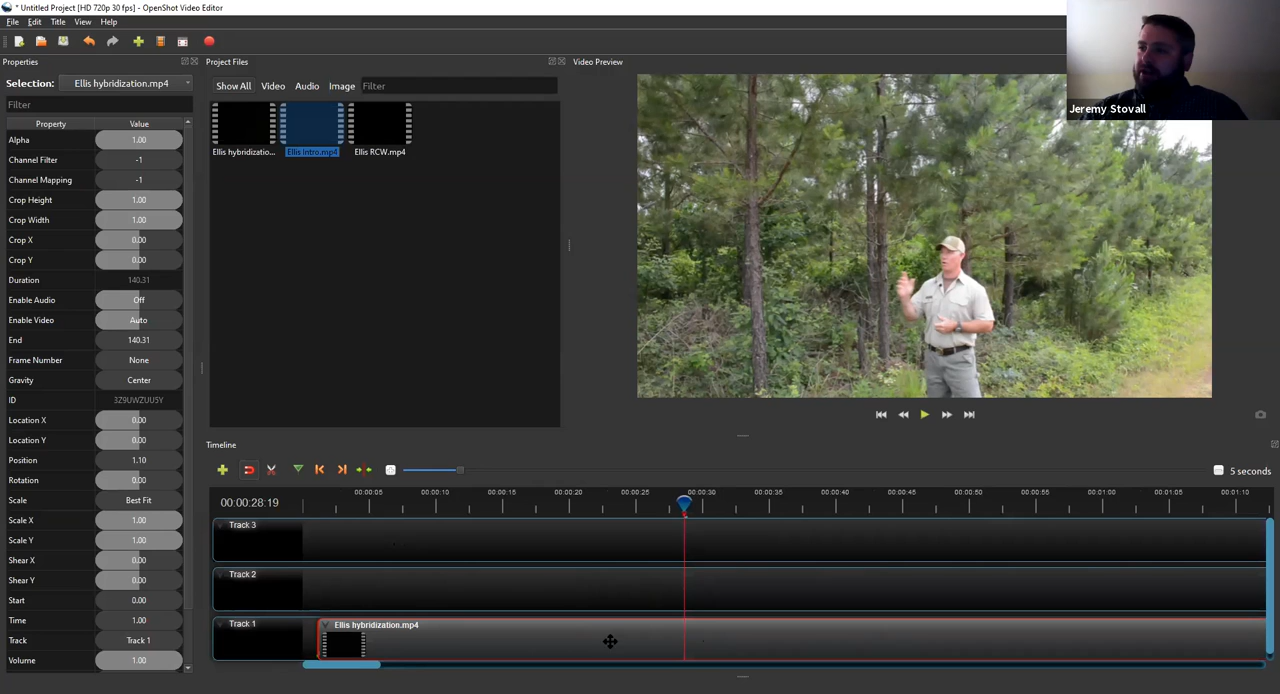 * Untitled Project [HD 720p 30 fps] - OpenShot Video Editor
File Edit Title View Help
Properties
Selection: Ellis hybridization.mp4
Filter
Property Value
Alpha 1.00
Channel Filter -1
Channel Mapping -1
Crop Height 1.00
Crop Width 1.00
Crop X 0.00
Crop Y 0.00
Duration 140.31
Enable Audio Off
Enable Video Auto
End 140.31
Frame Number None
Gravity Center
ID 3Z9UWZUU5Y
Location X 0.00
Location Y 0.00
Position 1.10
Rotation 0.00
Scale Best Fit
Scale X 1.00
Scale Y 1.00
Shear X 0.00
Shear Y 0.00
Start 0.00
Time 1.00
Track Track 1
Volume 1.00
Project Files
Show All Video Audio Image Filter
Ellis hybridizatio... Ellis Intro.mp4 Ellis RCW.mp4
Video Preview
Jeremy Stovall
Timeline
5 seconds
00:00:28:19
00:00:05 00:00:10 00:00:15 00:00:20 00:00:25 00:00:30 00:00:35 00:00:40 00:00:45 00:00:50 00:00:55 00:01:00 00:01:05 00:01:10
Track 3
Track 2
Track 1
Ellis hybridization.mp4